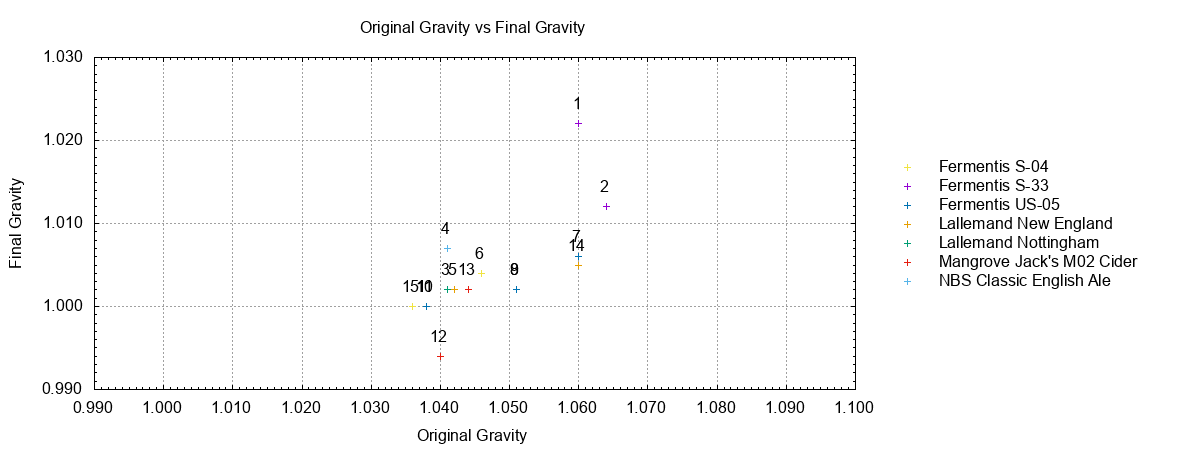 Original Gravity vs Final Gravity
1.030
1
1.020
2
1.010
4
7
14
6
3
5
13
8
9
15
10
11
1.000
12
0.990
0.990 1.000 1.010 1.020 1.030 1.040 1.050 1.060 1.070 1.080 1.090 1.100
Original Gravity
Final Gravity
Fermentis S-04
Fermentis S-33
Fermentis US-05
Lallemand New England
Lallemand Nottingham
Mangrove Jack's M02 Cider
NBS Classic English Ale